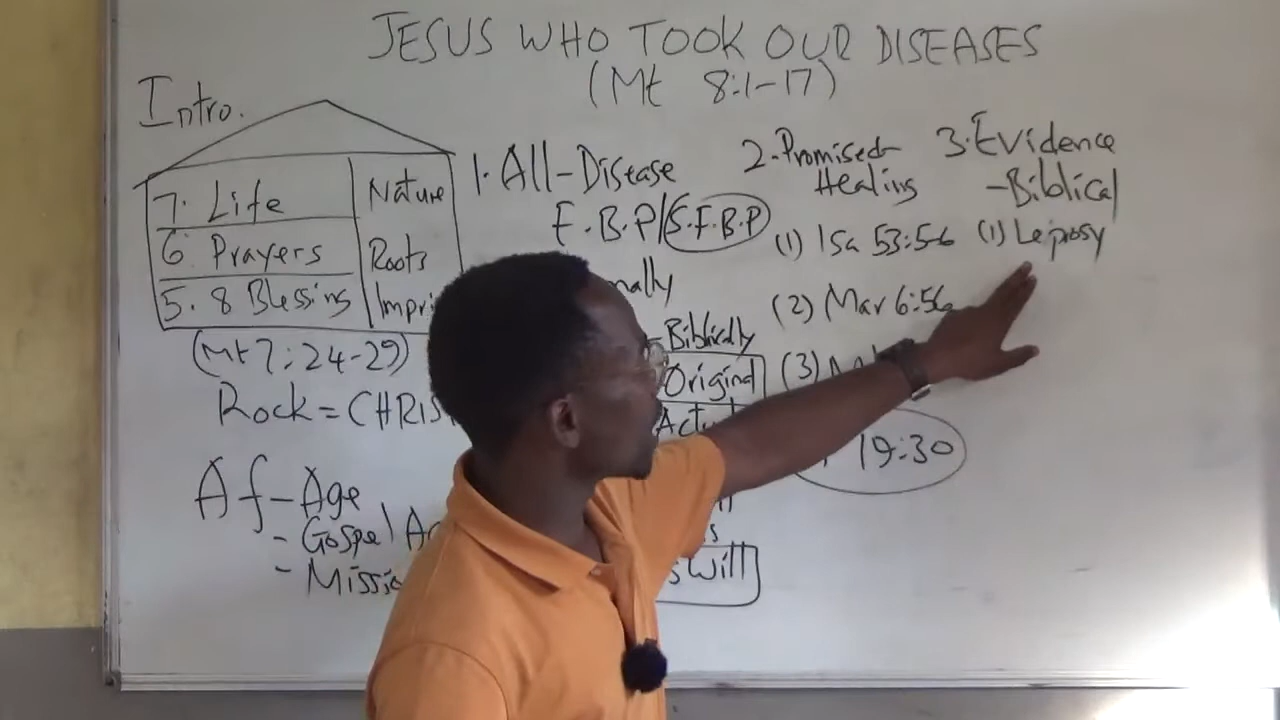 JESUS WHO TOOK OUR DISEASES
(Mt 8:1-17)
Intro.
7. Life
Nature
6. Prayers
Roots
5. 8 Blessings
(Mt 7:24-29)
Rock = CHRIS
Af-Age
- Gospel
-
1. All-Disease
F.B.P/S.F.B.P
-Biblically
Original
Will
2. Promised
Healing
(1) Isa 53:5-6
(2) Mar 6:56
(3)
19:30
3. Evidence
-Biblical
(1) Leprosy